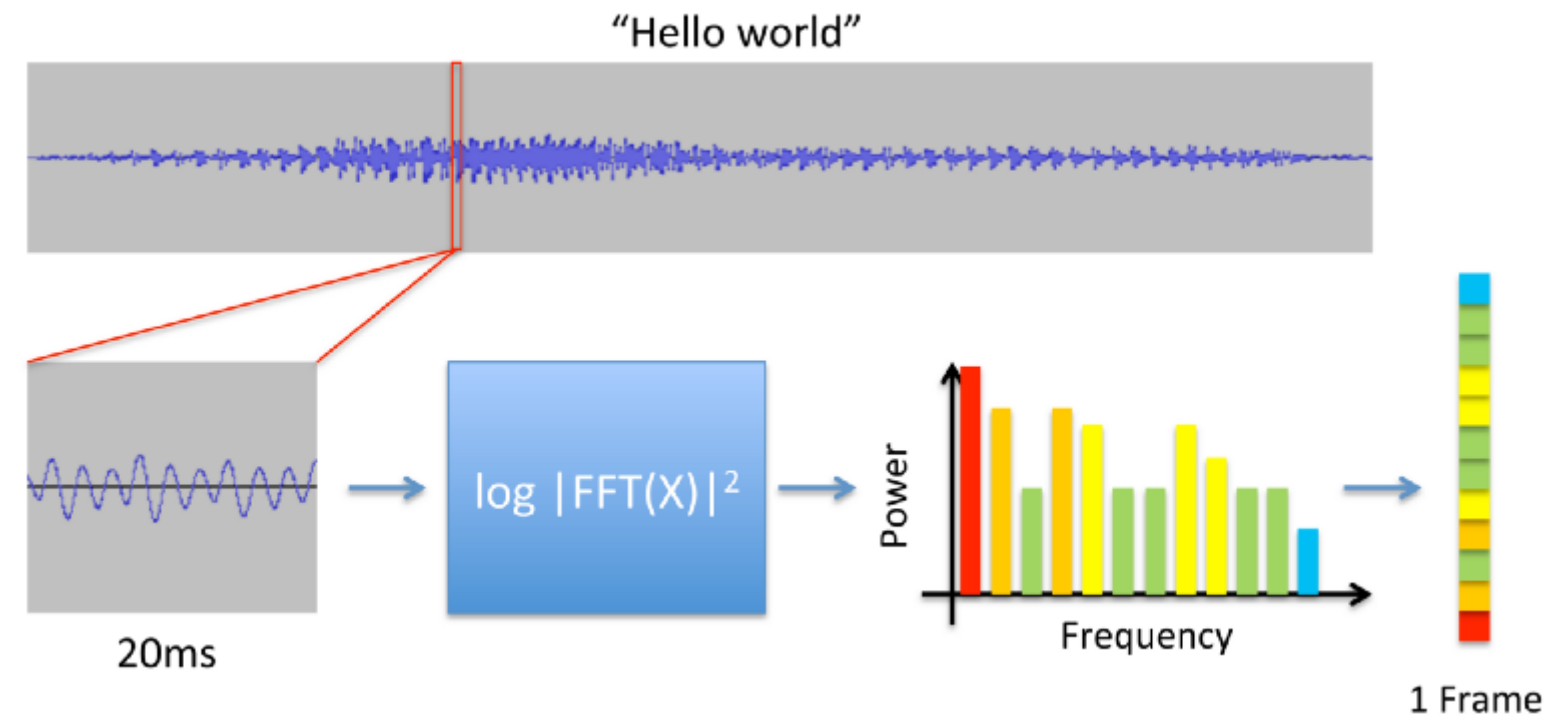 “Hello world”
20ms
log |FFT(X)|²
Power
Frequency
1 Frame